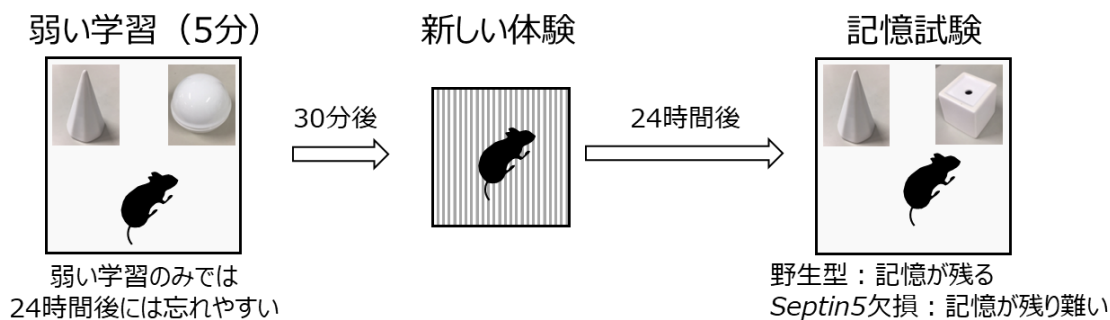 弱い学習（5分）
新しい体験
記憶試験
30分後
24時間後
弱い学習のみでは
24時間後には忘れやすい
野生型：記憶が残る
Septin5欠損：記憶が残り難い